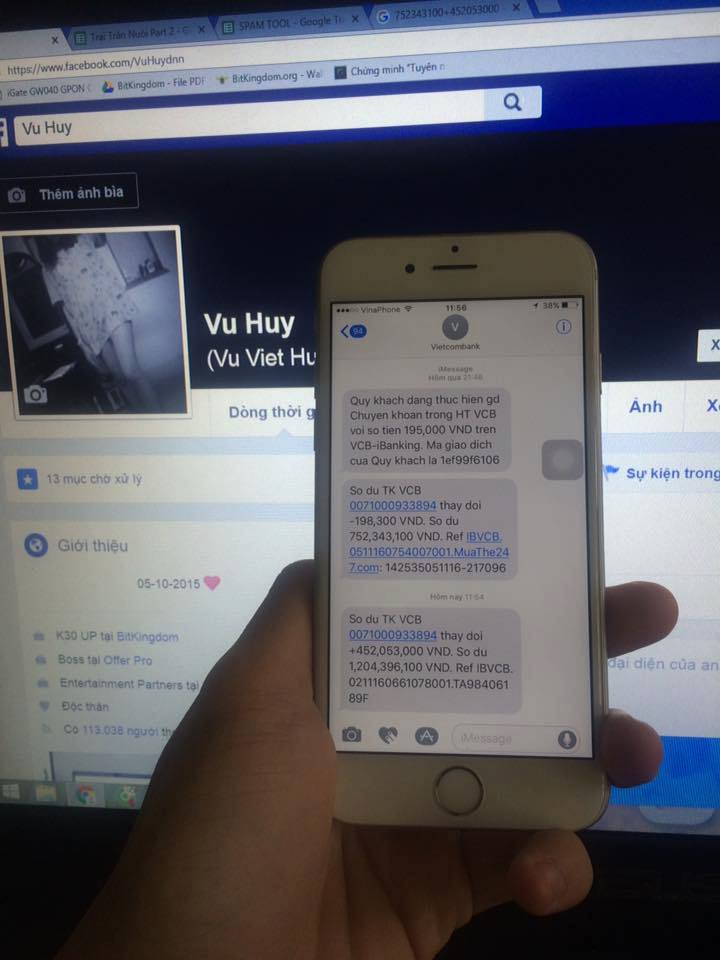 Trai Trân Nuôi Part 2 - G
SPAM TOOL - Google Tr
752343100+452053000
https://www.facebook.com/VuHuydnn
iGate GW040 GPON
BitKingdom - File PDF
BitKingdom.org - Wal
Chứng minh "Tuyên n
Vu Huy
Thêm ảnh bìa
Vu Huy
(Vu Viet Hu
Dòng thời g
Ảnh
13 mục chờ xử lý
Sự kiện trong
Giới thiệu
05-10-2015
K30 UP tại BitKingdom
Boss tại Offer Pro
Entertainment Partners tại
Độc thân
Có 113.038 người th
đại diện của an
VinaPhone
11:56
38%
94
V
Vietcombank
iMessage
Hôm qua 21:46
Quy khach dang thuc hien gd
Chuyen khoan trong HT VCB
voi so tien 195,000 VND tren
VCB-iBanking. Ma giao dich
cua Quy khach la 1ef99f6106
So du TK VCB
0071000933894 thay doi
-198,300 VND. So du
752,343,100 VND. Ref IBVCB.
0511160754007001.MuaThe24
7.com: 142535051116-217096
Hôm nay 11:54
So du TK VCB
0071000933894 thay doi
+452,053,000 VND. So du
1,204,396,100 VND. Ref IBVCB.
0211160661078001.TA984061
89F
iMessage